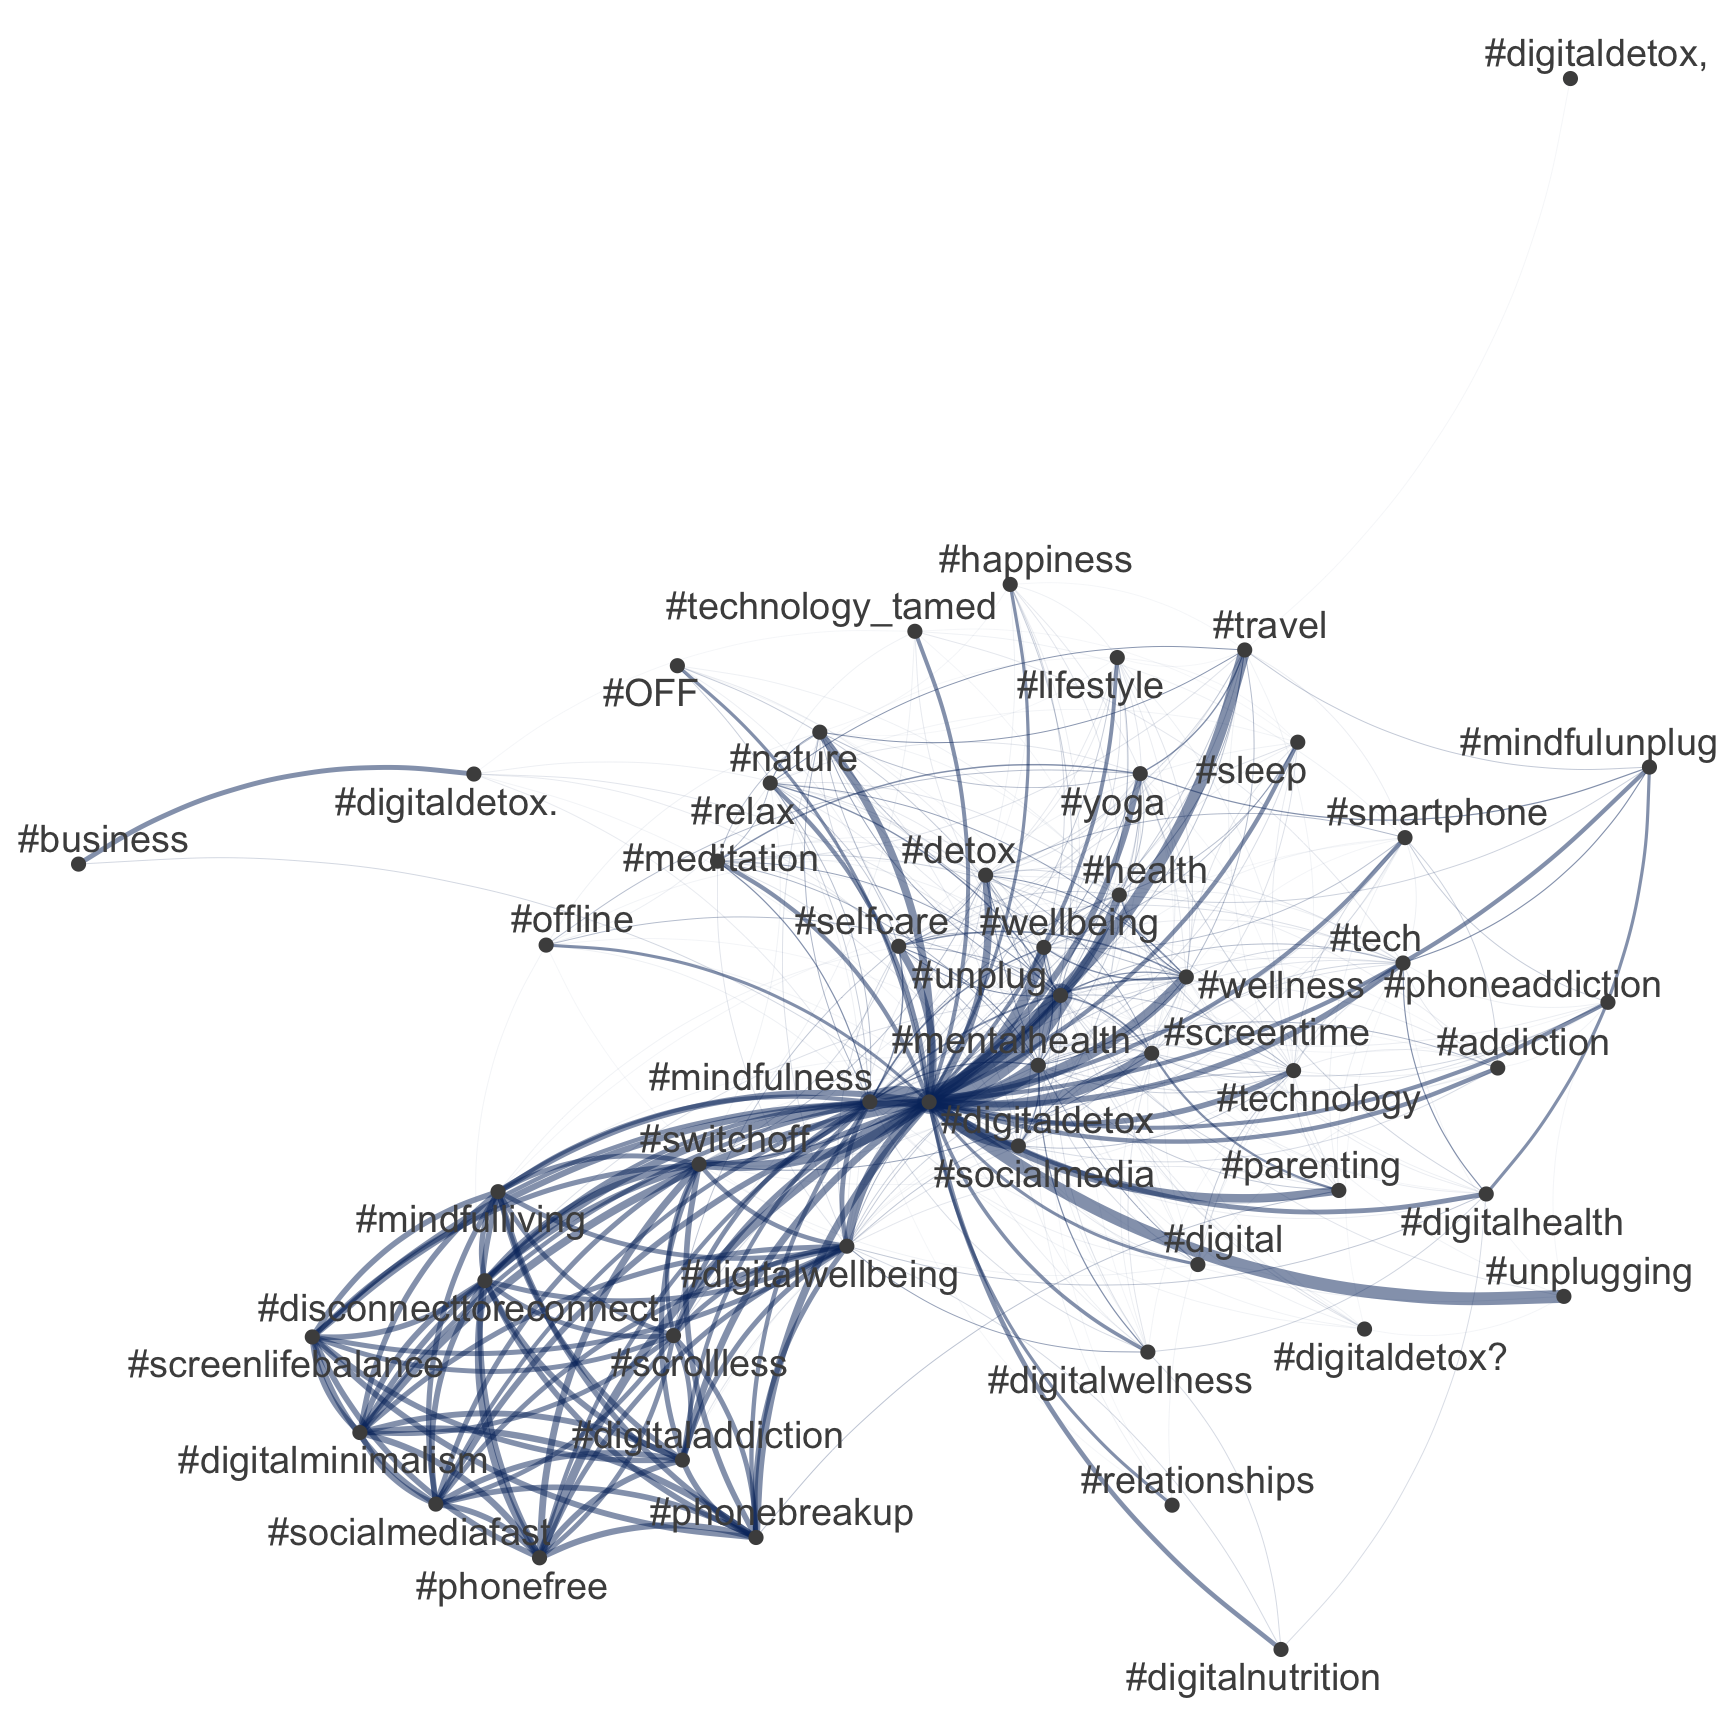 #digitaldetox,
#happiness
#technology_tamed
#travel
#OFF
#lifestyle
#nature
#sleep
#mindfulunplug
#digitaldetox.
#relax
#yoga
#smartphone
#business
#meditation
#detox
#health
#offline
#selfcare
#wellbeing
#tech
#unplug
#wellness
#phoneaddiction
#mentalhealth
#screentime
#addiction
#mindfulness
#technology
#digitaldetox
#switchoff
#socialmedia
#parenting
#mindfulliving
#digitalhealth
#digital
#digitalwellbeing
#unplugging
#disconnecttoreconnect
#screenlifebalance
#scrollless
#digitaldetox?
#digitalwellness
#digitaladdiction
#digitalminimalism
#relationships
#phonebreakup
#socialmediafast
#phonefree
#digitalnutrition